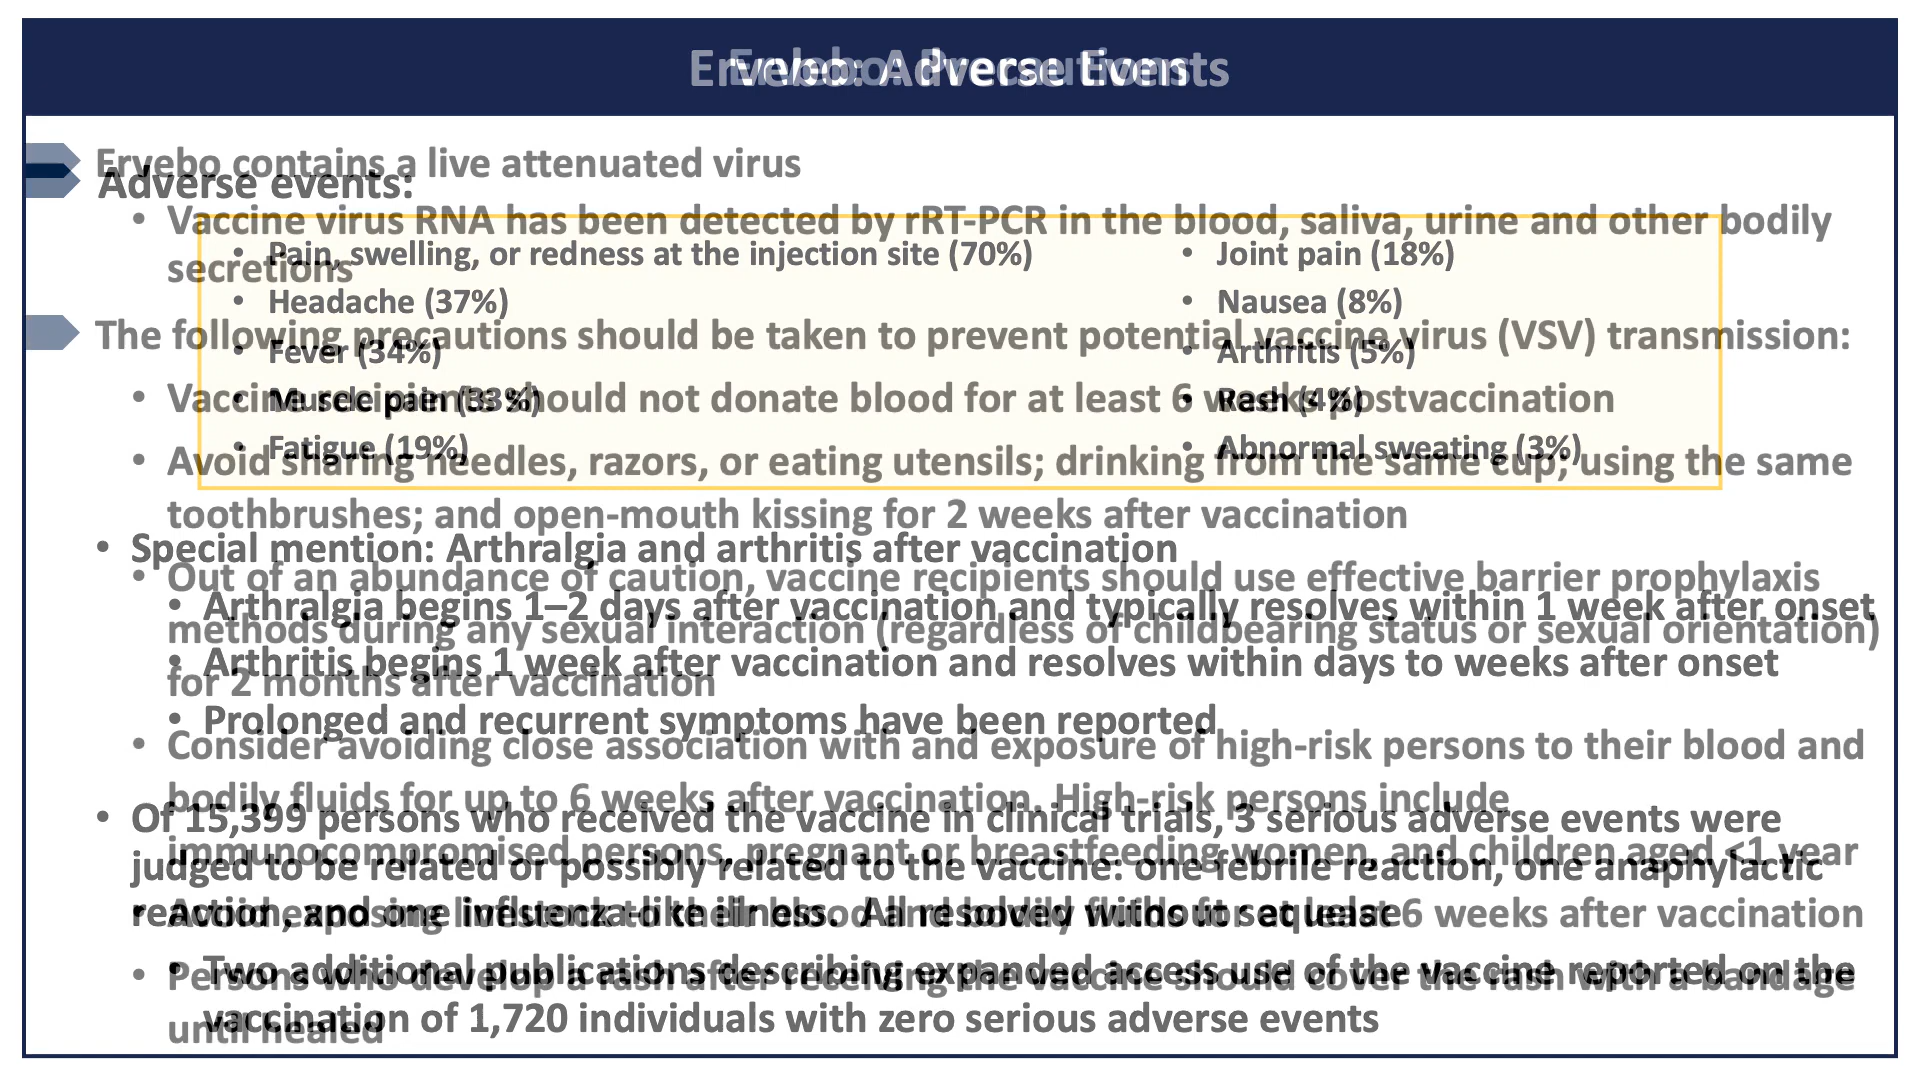 Ervebo: Adverse Events
Ervebo: Precautions
Adverse events:
• Pain, swelling, or redness at the injection site (70%)
• Headache (37%)
• Fever (34%)
• Muscle pain (33%)
• Fatigue (19%)
• Joint pain (18%)
• Nausea (8%)
• Arthritis (5%)
• Rash (4%)
• Abnormal sweating (3%)
• Special mention: Arthralgia and arthritis after vaccination
• Arthralgia begins 1–2 days after vaccination and typically resolves within 1 week after onset
• Arthritis begins 1 week after vaccination and resolves within days to weeks after onset
• Prolonged and recurrent symptoms have been reported
• Of 15,399 persons who received the vaccine in clinical trials, 3 serious adverse events were
judged to be related or possibly related to the vaccine: one febrile reaction, one anaphylactic
reaction, and one influenza-like illness. All resolved without sequelae
• Two additional publications describing expanded access use of the vaccine reported on the
vaccination of 1,720 individuals with zero serious adverse events
Ervebo contains a live attenuated virus
• Vaccine virus RNA has been detected by rRT-PCR in the blood, saliva, urine and other bodily
secretions
The following precautions should be taken to prevent potential vaccine virus (VSV) transmission:
• Vaccine recipients should not donate blood for at least 6 weeks postvaccination
• Avoid sharing needles, razors, or eating utensils; drinking from the same cup; using the same
toothbrushes; and open-mouth kissing for 2 weeks after vaccination
• Out of an abundance of caution, vaccine recipients should use effective barrier prophylaxis
methods during any sexual interaction (regardless of childbearing status or sexual orientation)
for 2 months after vaccination
• Consider avoiding close association with and exposure of high-risk persons to their blood and
bodily fluids for up to 6 weeks after vaccination. High-risk persons include
immunocompromised persons, pregnant or breastfeeding women, and children aged <1 year
• Avoid exposing livestock to their blood and bodily fluids for at least 6 weeks after vaccination
• Persons who develop a rash after receiving the vaccine should cover the rash with a bandage
until healed